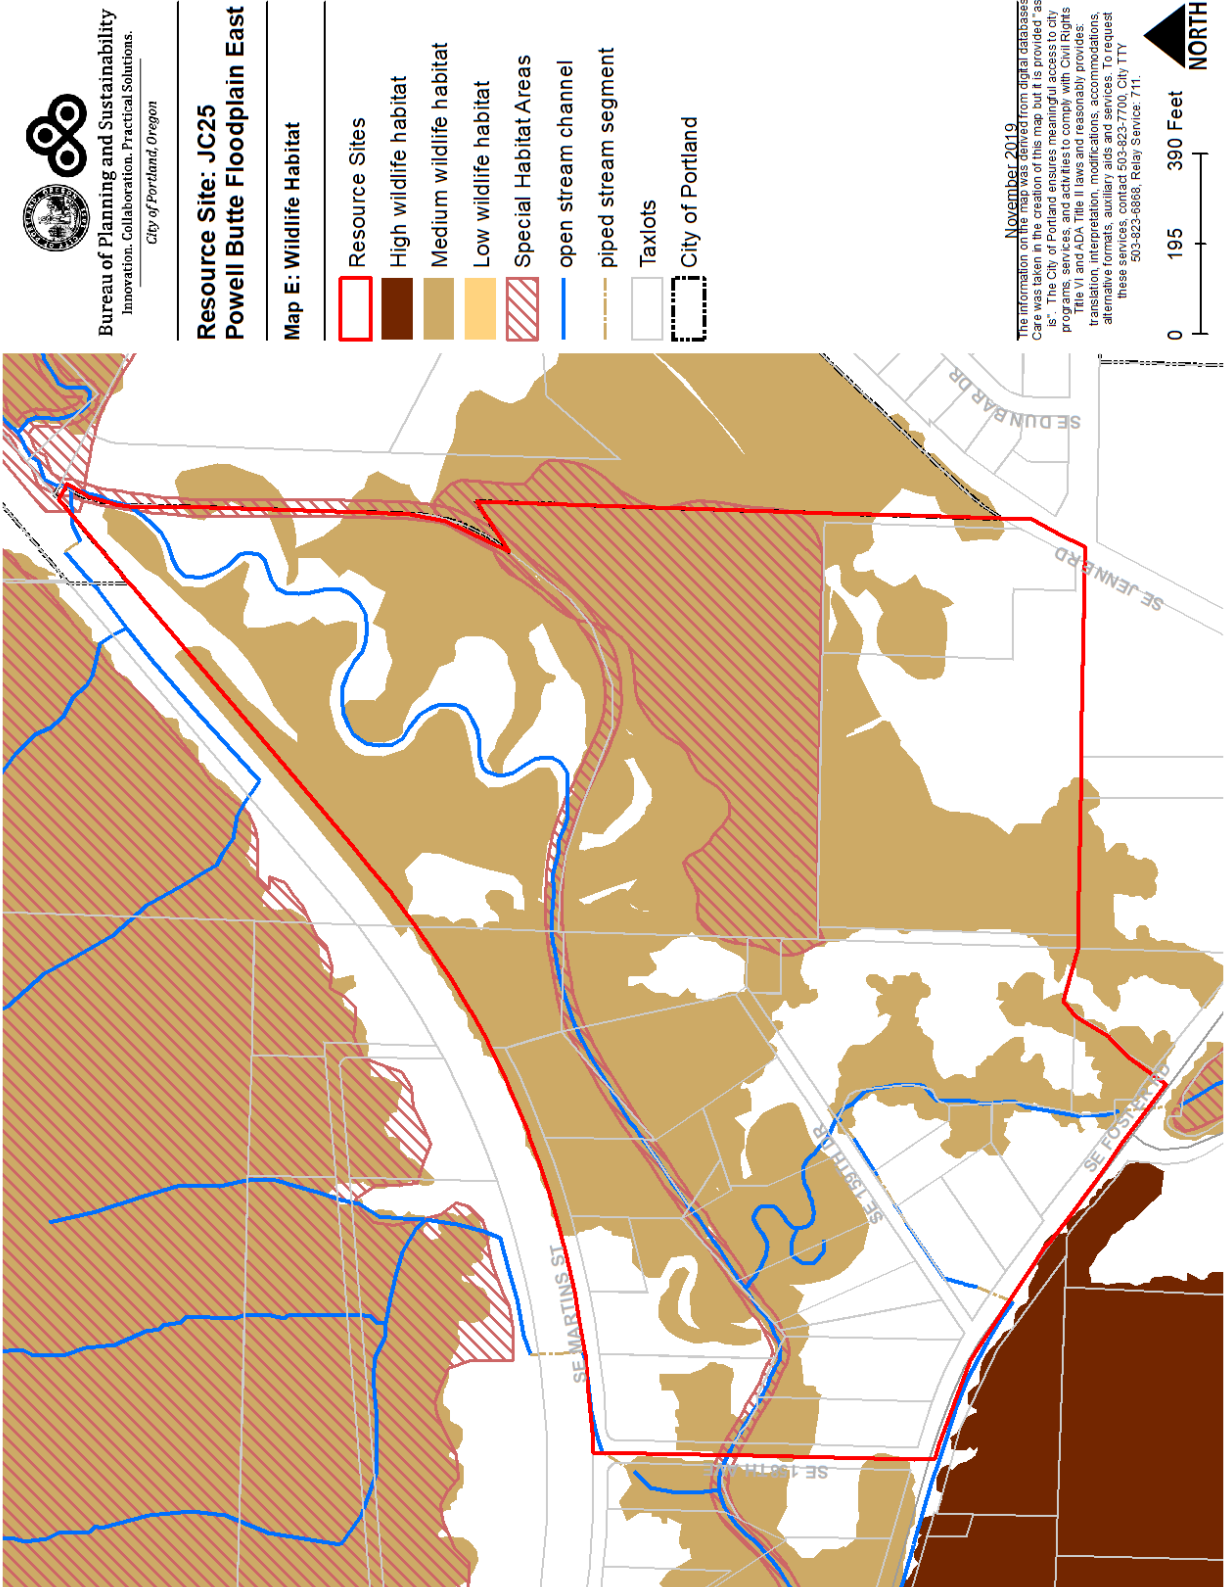 Bureau of Planning and Sustainability
Innovation. Collaboration. Practical Solutions.
City of Portland, Oregon
Resource Site: JC25
Powell Butte Floodplain East
Map E: Wildlife Habitat
Resource Sites
High wildlife habitat
Medium wildlife habitat
Low wildlife habitat
Special Habitat Areas
open stream channel
piped stream segment
Taxlots
City of Portland
November 2019
The information on the map was derived from digital databases
Care was taken in the creation of this map but it is provided "as
is". The City of Portland ensures meaningful access to city
programs, services, and activities to comply with Civil Rights
Title VI and ADA Title II laws and reasonably provides:
translation, interpretation, modifications, accommodations,
alternative formats, auxiliary aids and services. To request
these services, contact 503-823-7700, City TTY
503-823-6868, Relay Service: 711.
0 195 390 Feet
NORTH
SE DUNBAR DR
SE JENNE RD
SE MARTINS ST
SE 159TH DR
SE FOSTER RD
SE 156TH AVE